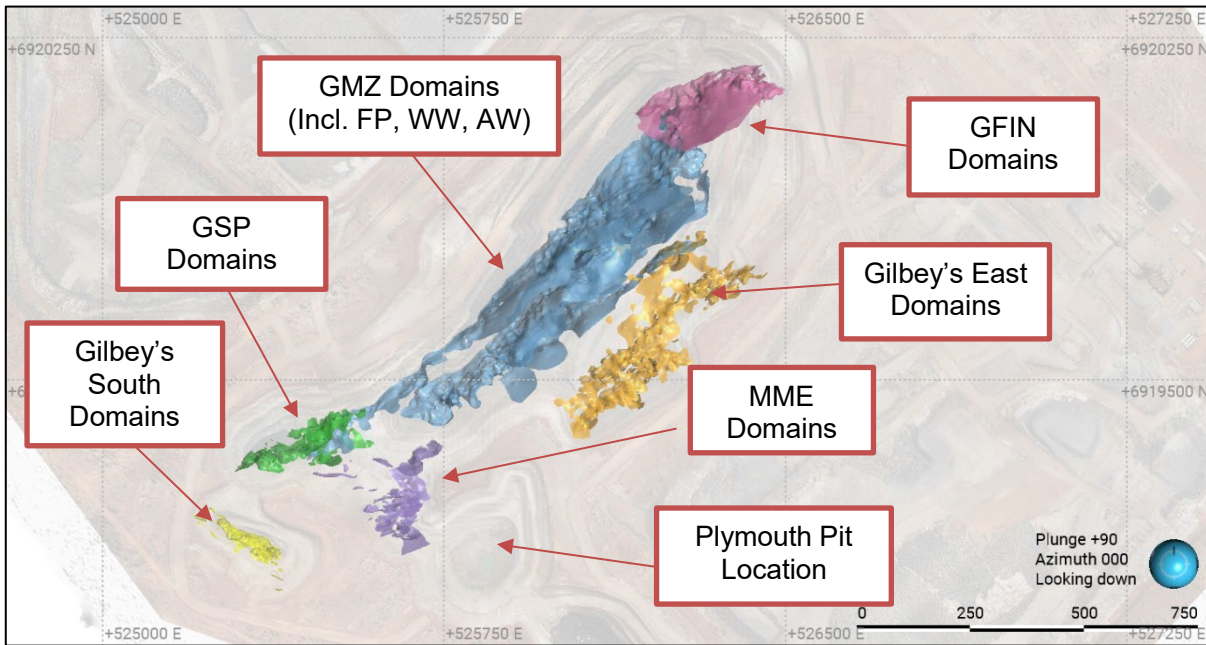 +525000 E
+525750 E
+526500 E
+527250 E
+6920250 N
+6920250 N
GMZ Domains
(Incl. FP, WW, AW)
GFIN
Domains
GSP
Domains
Gilbey's East
Domains
Gilbey's
South
Domains
MME
Domains
+6919500 N
Plymouth Pit
Location
Plunge +90
Azimuth 000
Looking down
0
250
500
750
+525000 E
+525750 E
+526500 E
+527250 E